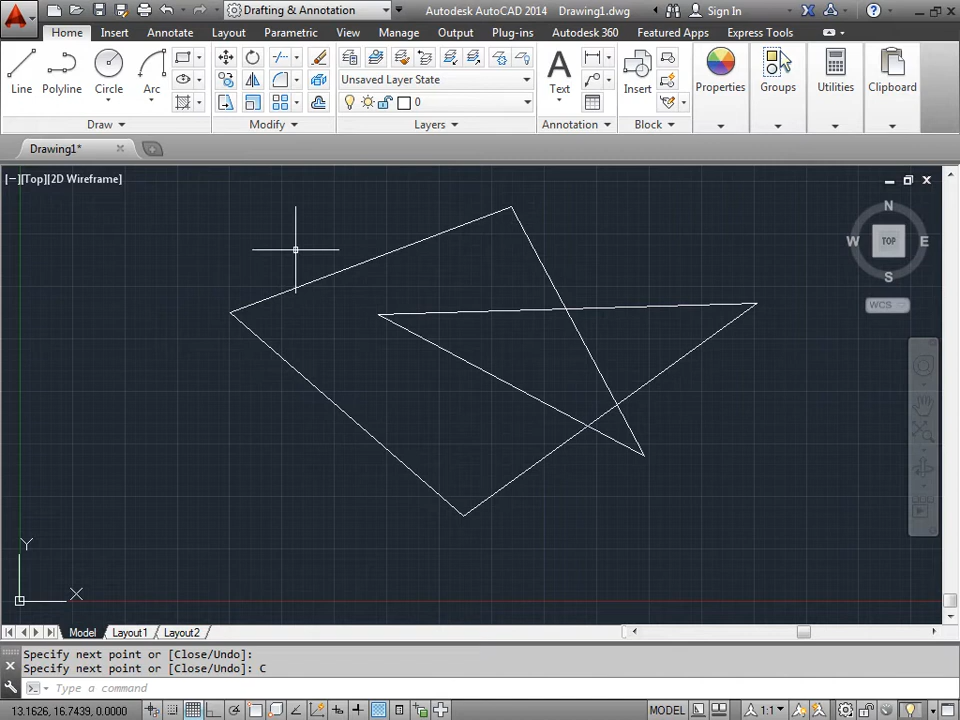 Drafting & Annotation
Autodesk AutoCAD 2014 Drawing1.dwg
Sign In
Home Insert Annotate Layout Parametric View Manage Output Plug-ins Autodesk 360 Featured Apps Express Tools
Line Polyline Circle Arc
Unsaved Layer State
0
Text Insert Properties Groups Utilities Clipboard
Draw Modify Layers Annotation Block
Drawing1*
[−][Top][2D Wireframe]
N
W TOP E
S
WCS
Y
X
Model Layout1 Layout2
Specify next point or [Close/Undo]:
Specify next point or [Close/Undo]: C
Type a command
13.1626, 16.7439, 0.0000 MODEL 1:1